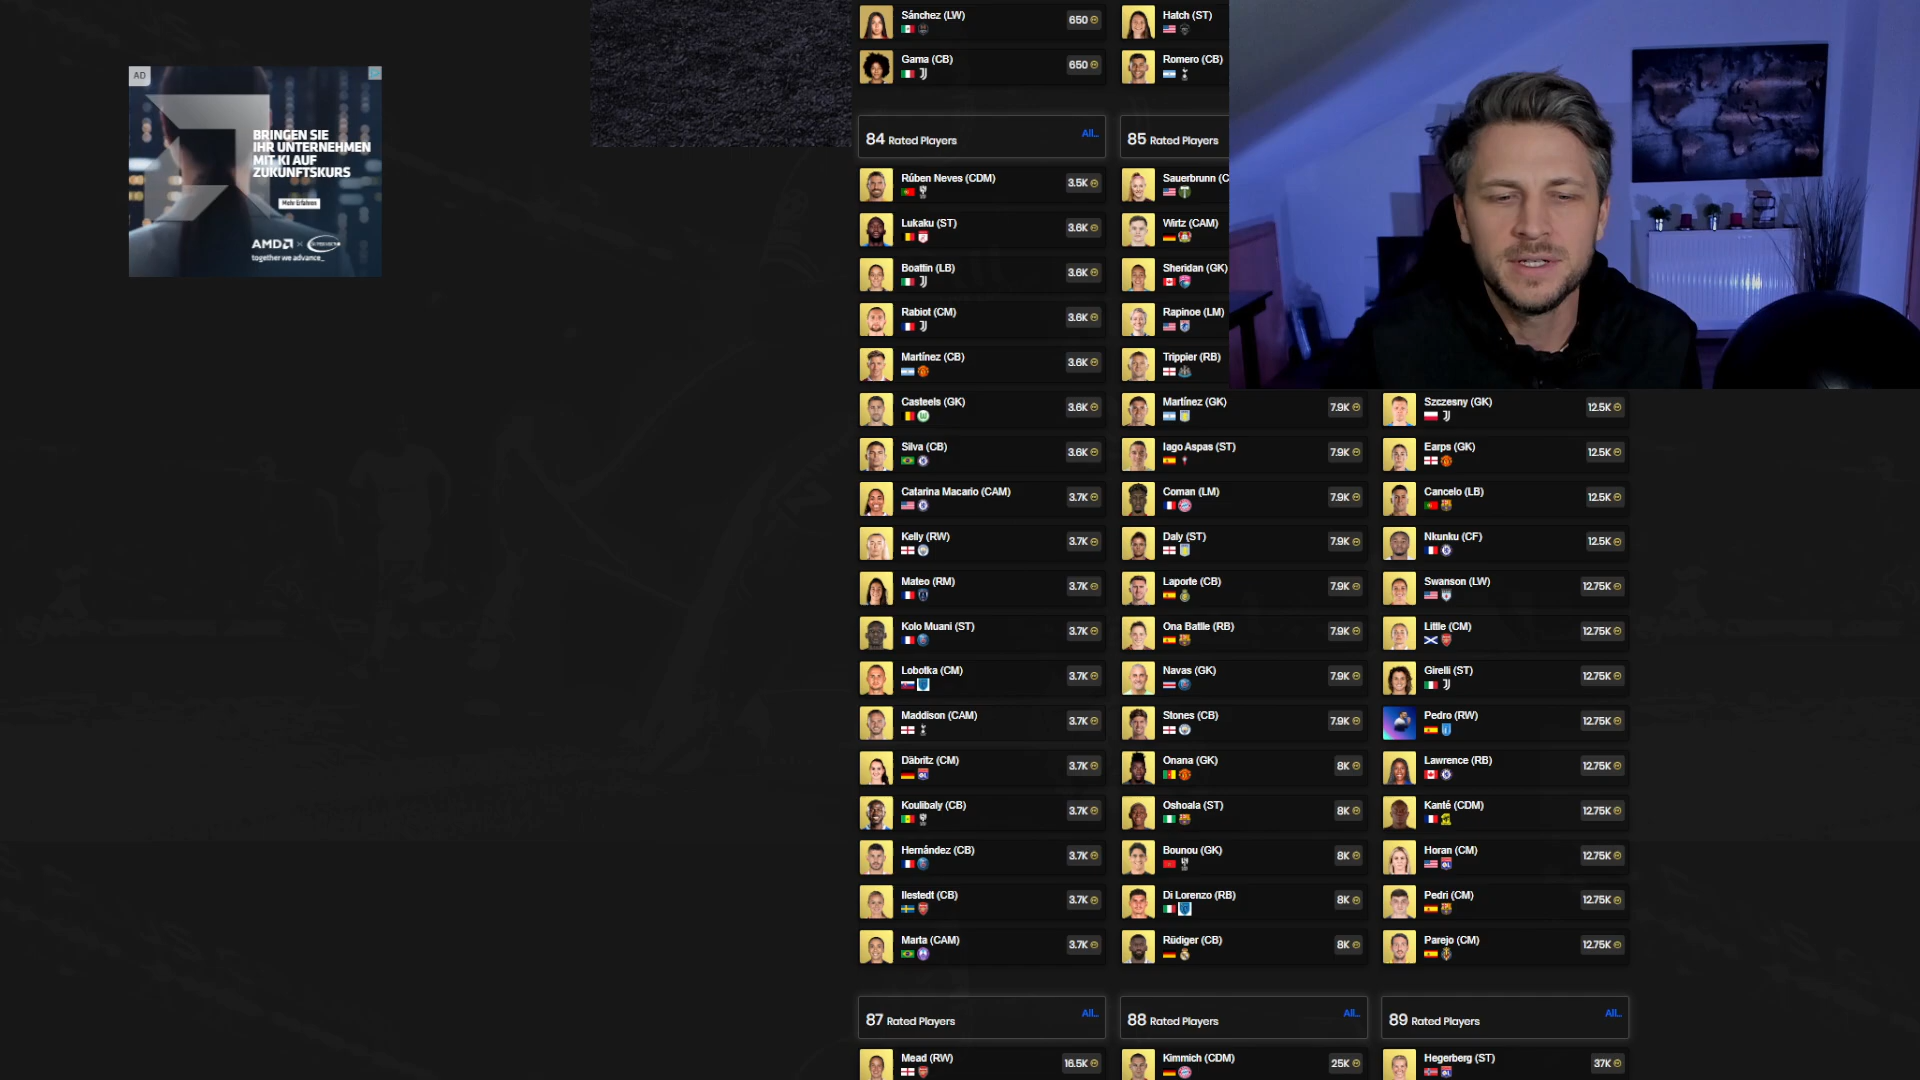 AD
BRINGEN SIE
IHR UNTERNEHMEN
MIT KI AUF
ZUKUNFTSKURS
Mehr Erfahren
AMD
together we advance_
Sánchez (LW)
650
Gama (CB)
650
Hatch (ST)
Romero (CB)
84 Rated Players
All...
Rúben Neves (CDM)
3.5K
Lukaku (ST)
3.6K
Boattin (LB)
3.6K
Rabiot (CM)
3.6K
Martínez (CB)
3.6K
Casteels (GK)
3.6K
Silva (CB)
3.6K
Catarina Macario (CAM)
3.7K
Kelly (RW)
3.7K
Mateo (RM)
3.7K
Kolo Muani (ST)
3.7K
Lobotka (CM)
3.7K
Maddison (CAM)
3.7K
Däbritz (CM)
3.7K
Koulibaly (CB)
3.7K
Hernández (CB)
3.7K
Ilestedt (CB)
3.7K
Marta (CAM)
3.7K
85 Rated Players
Sauerbrunn (C
Wirtz (CAM)
Sheridan (GK)
Rapinoe (LM)
Trippier (RB)
Martínez (GK)
7.9K
Iago Aspas (ST)
7.9K
Coman (LM)
7.9K
Daly (ST)
7.9K
Laporte (CB)
7.9K
Ona Batlle (RB)
7.9K
Navas (GK)
7.9K
Stones (CB)
7.9K
Onana (GK)
8K
Oshoala (ST)
8K
Bounou (GK)
8K
Di Lorenzo (RB)
8K
Rüdiger (CB)
8K
Szczesny (GK)
12.5K
Earps (GK)
12.5K
Cancelo (LB)
12.5K
Nkunku (CF)
12.5K
Swanson (LW)
12.75K
Little (CM)
12.75K
Girelli (ST)
12.75K
Pedro (RW)
12.75K
Lawrence (RB)
12.75K
Kanté (CDM)
12.75K
Horan (CM)
12.75K
Pedri (CM)
12.75K
Parejo (CM)
12.75K
87 Rated Players
All...
Mead (RW)
16.5K
88 Rated Players
All...
Kimmich (CDM)
25K
89 Rated Players
All...
Hegerberg (ST)
37K